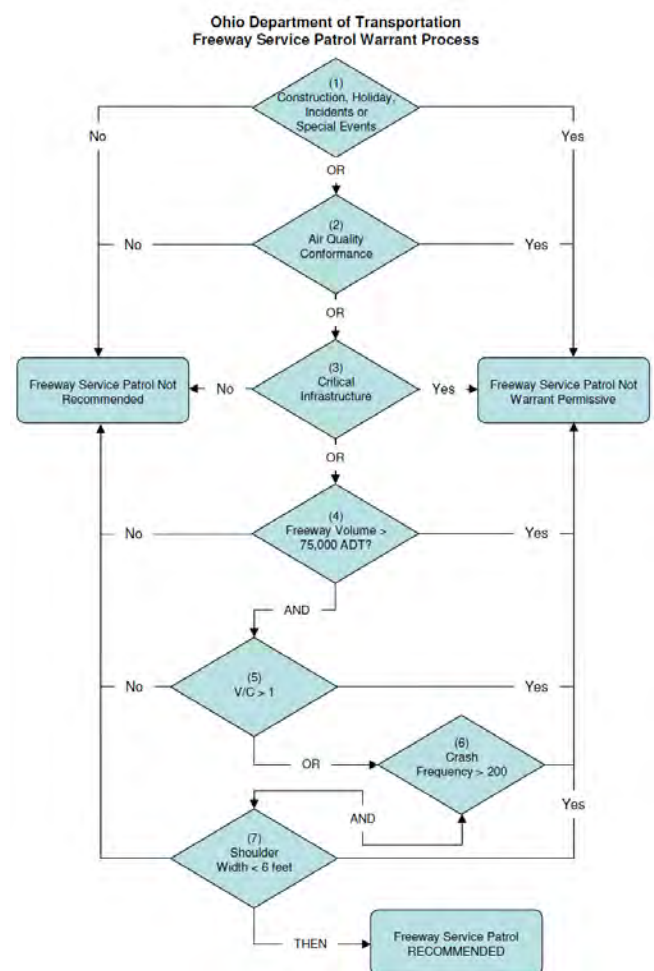 Ohio Department of Transportation
Freeway Service Patrol Warrant Process
(1)
Construction, Holiday,
Incidents or
Special Events
No
Yes
OR
(2)
Air Quality
Conformance
No
Yes
OR
(3)
Critical
Infrastructure
No
Yes
Freeway Service Patrol Not
Recommended
Freeway Service Patrol Not
Warrant Permissive
OR
(4)
Freeway Volume >
75,000 ADT?
No
Yes
AND
(5)
V/C > 1
No
Yes
OR
(6)
Crash
Frequency > 200
Yes
AND
(7)
Shoulder
Width < 6 feet
THEN
Freeway Service Patrol
RECOMMENDED